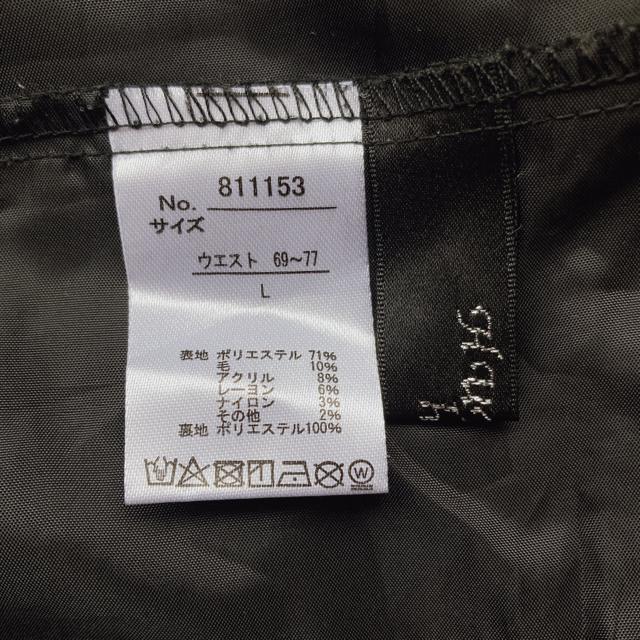 No. 811153
サイズ
ウエスト 69～77
L
表地 ポリエステル 71%
毛 10%
アクリル 8%
レーヨン 6%
ナイロン 3%
その他 2%
裏地 ポリエステル100%
W